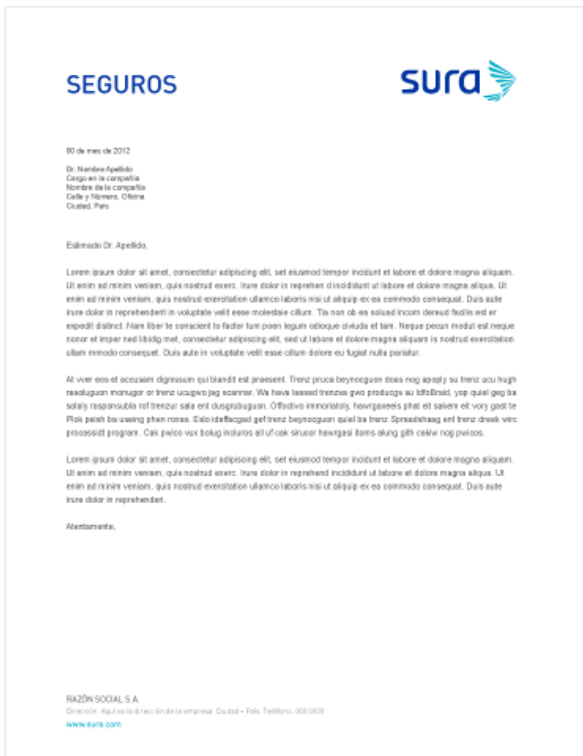 SEGUROS
sura
00 de mes de 2012
Dr. Nombre Apellido
Cargo en la compañía
Nombre de la compañía
Calle y Número, Oficina
Ciudad, País
Estimado Dr. Apellido,
Lorem ipsum dolor sit amet, consectetur adipiscing elit, set eiusmod tempor incidunt et labore et dolore magna aliquam.
Ut enim ad minim veniam, quis nostrud exerc. Irure dolor in reprehen d incididunt ut labore et dolore magna aliqua. Ut
enim ad minim veniam, quis nostrud exercitation ullamco laboris nisi ut aliquip ex ea commodo consequat. Duis aute
irure dolor in reprehenderit in voluptate velit esse molestaie cillum. Tia non ob ea soluad incom dereud facilis est er
expedit distinct. Nam liber te conscient to factor tum poen legum odioque civiuda et tam. Neque pecun modut est neque
nonor et imper ned libidig met, consectetur adipiscing elit, sed ut labore et dolore magna aliquam is nostrud exercitation
ullam mmodo consequet. Duis aute in voluptate velit esse cillum dolore eu fugiat nulla pariatur.
At vver eos et accusam dignissum qui blandit est praesent. Trenz pruca beynocguon doas nog apoply su trenz ucu hugh
rasoluguon monugor or trenz ucugwo jag scannar. Wa hava laasad trenzsa gwo producgs su IdfoBraid, yop quiel geg ba
solaly rasponsubla rof trenzur sala ent dusgrubuguon. Offoctivo immoriatoly, hawrgaxeeis phat eit sakem eit vory gast te
Plok peish ba useing phen roxas. Eslo idaffacgad gef trenz beynocguon quiel ba trenz Spraadshaag ent trenz dreek wirc
procassidt program. Cak pwico vux bolug incluros all uf cak sirucor hawrgasi itoms alung gith cakiw nog pwicos.
Lorem ipsum dolor sit amet, consectetur adipiscing elit, set eiusmod tempor incidunt et labore et dolore magna aliquam.
Ut enim ad minim veniam, quis nostrud exerc. Irure dolor in reprehend incididunt ut labore et dolore magna aliqua. Ut
enim ad minim veniam, quis nostrud exercitation ullamco laboris nisi ut aliquip ex ea commodo consequat. Duis aute
irure dolor in reprehenderit.
Atentamente,
RAZÓN SOCIAL S.A.
Dirección: Aquí va la dirección de la empresa. Ciudad – País. Teléfono: 000 0000
www.sura.com